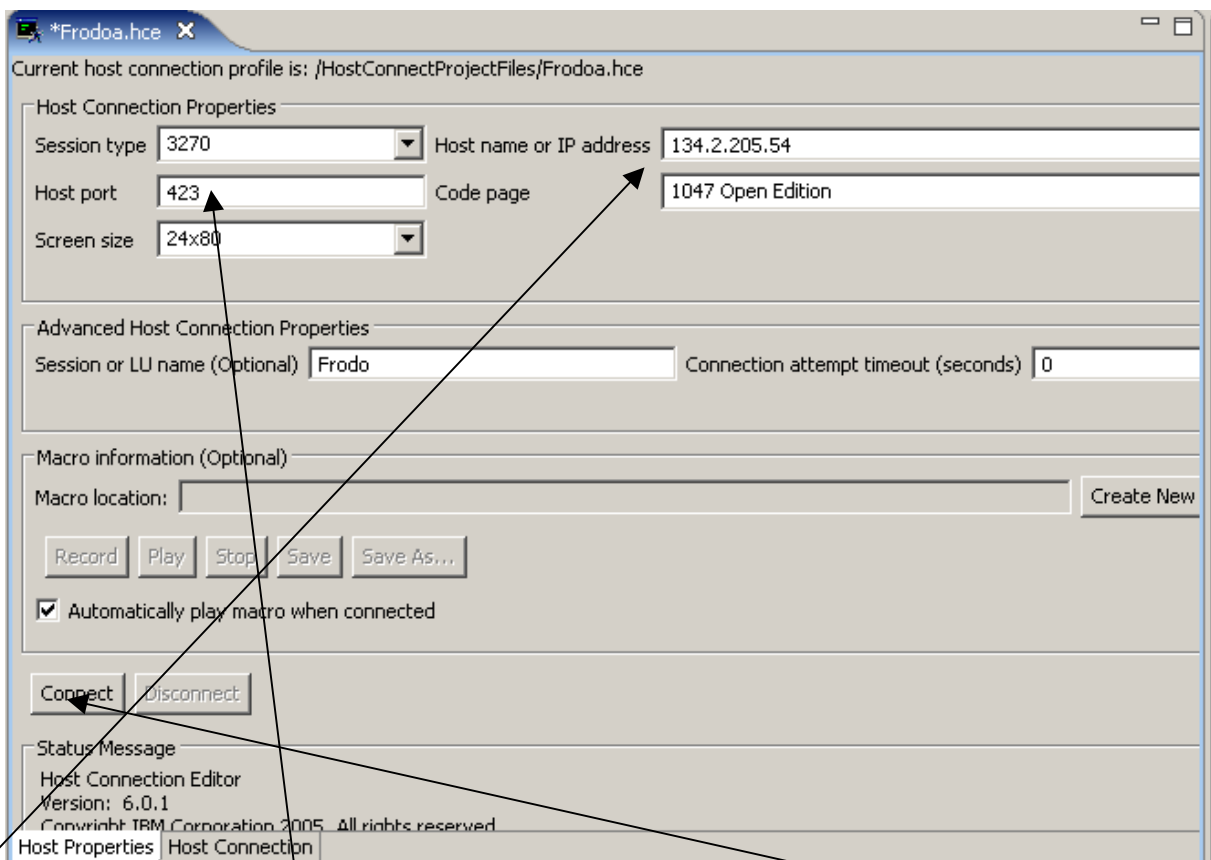 *Frodoa.hce
Current host connection profile is: /HostConnectProjectFiles/Frodoa.hce
Host Connection Properties
Session type 3270 Host name or IP address 134.2.205.54
Host port 423 Code page 1047 Open Edition
Screen size 24x80
Advanced Host Connection Properties
Session or LU name (Optional) Frodo Connection attempt timeout (seconds) 0
Macro information (Optional)
Macro location: Create New
Record Play Stop Save Save As...
Automatically play macro when connected
Connect Disconnect
Status Message
Host Connection Editor
Version: 6.0.1
Copyright IBM Corporation 2005. All rights reserved
Host Properties Host Connection